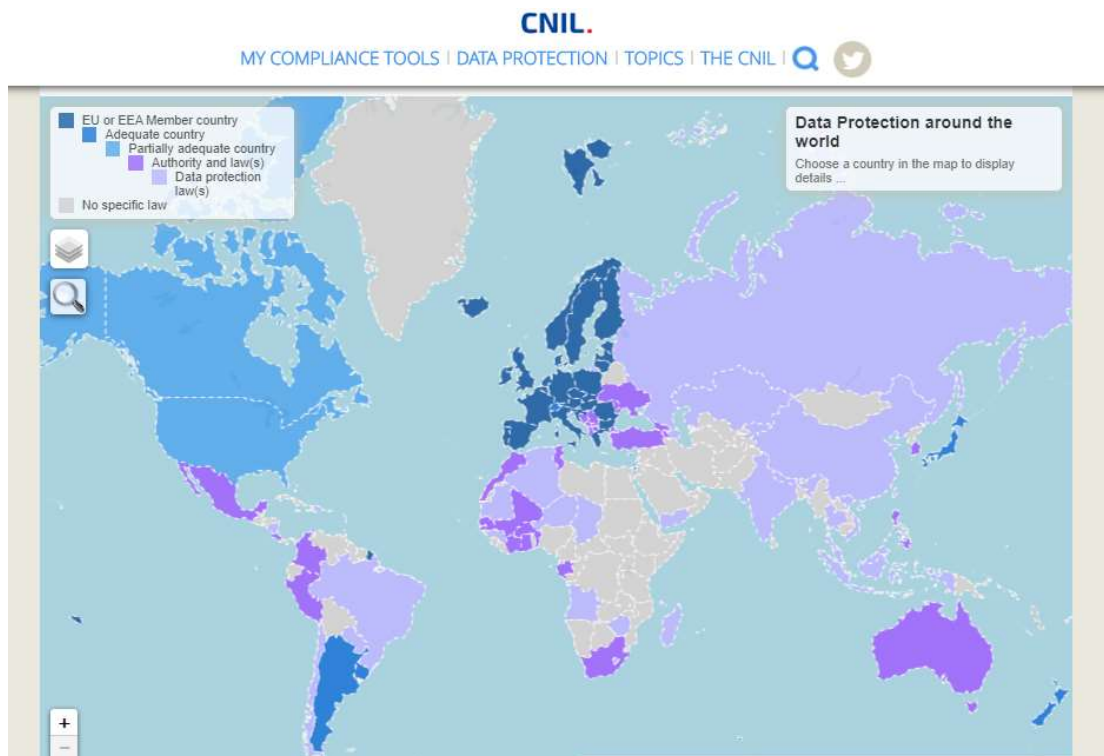 CNIL.
MY COMPLIANCE TOOLS | DATA PROTECTION | TOPICS | THE CNIL |
EU or EEA Member country
Adequate country
Partially adequate country
Authority and law(s)
Data protection
law(s)
No specific law
Data Protection around the
world
Choose a country in the map to display
details ...
+
−